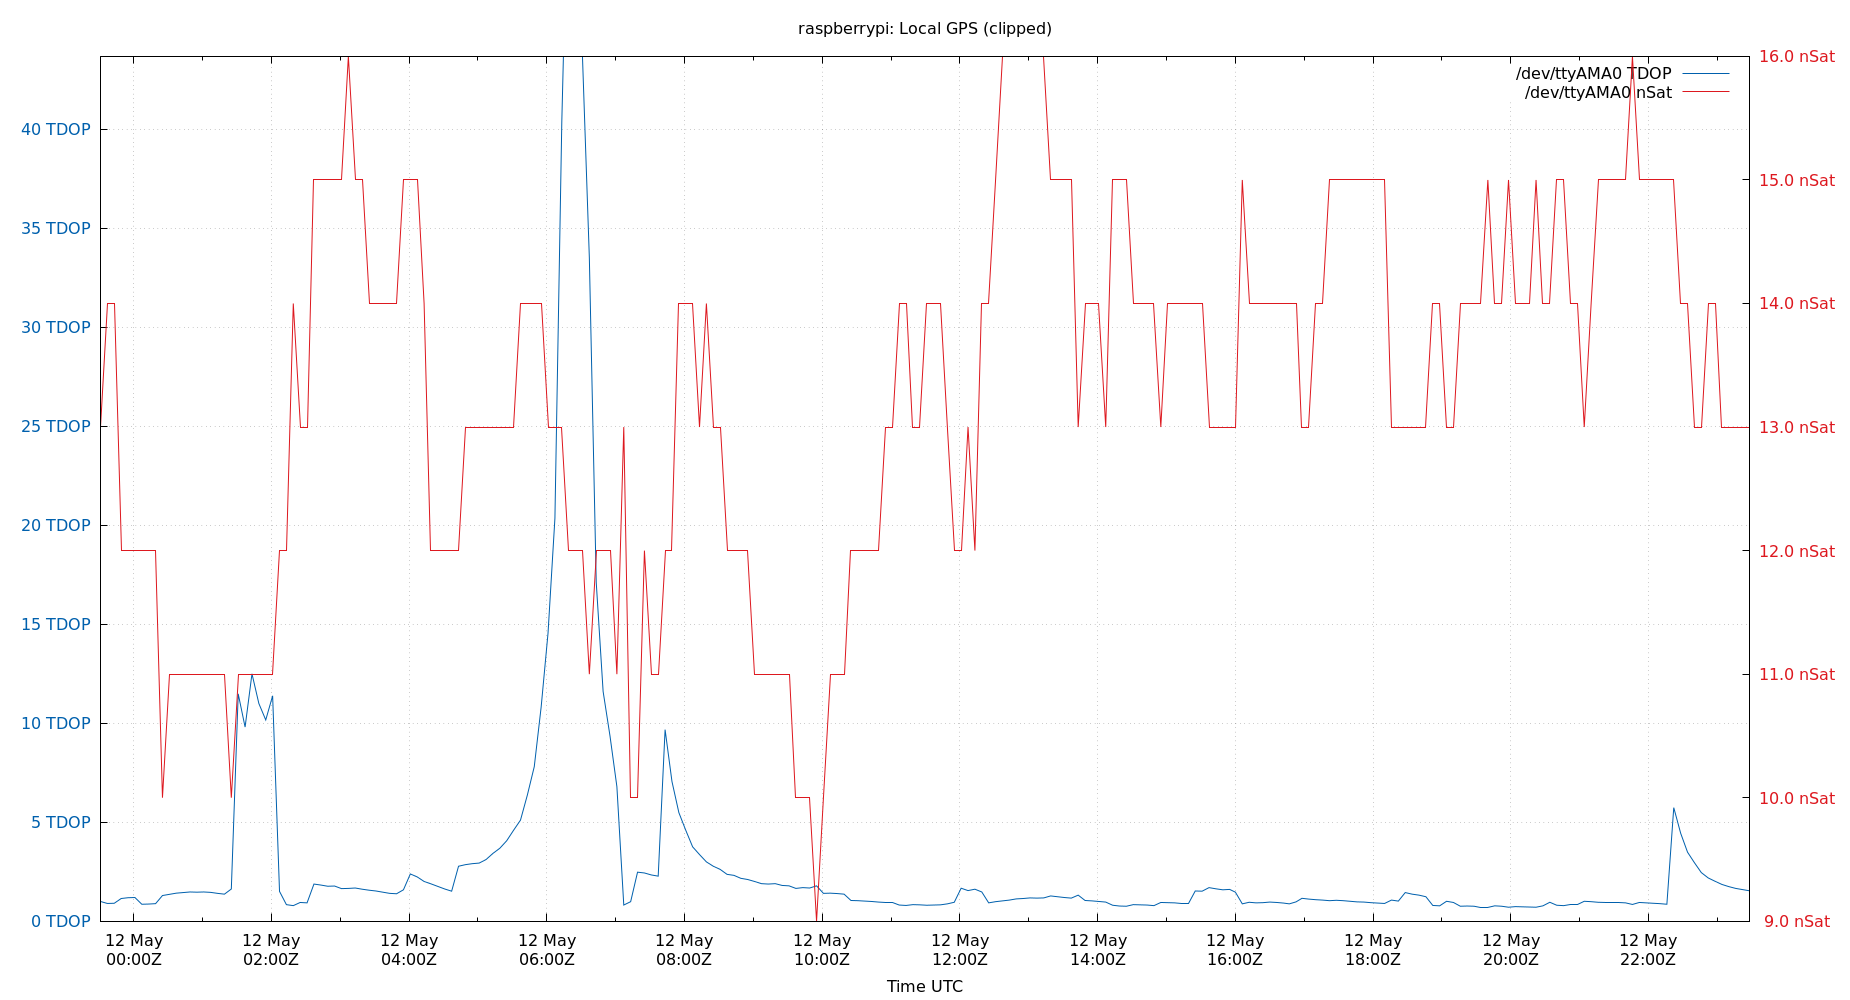 raspberrypi: Local GPS (clipped)
/dev/ttyAMA0 TDOP
/dev/ttyAMA0 nSat
40 TDOP
35 TDOP
30 TDOP
25 TDOP
20 TDOP
15 TDOP
10 TDOP
5 TDOP
0 TDOP
16.0 nSat
15.0 nSat
14.0 nSat
13.0 nSat
12.0 nSat
11.0 nSat
10.0 nSat
9.0 nSat
12 May 12 May 12 May 12 May 12 May 12 May 12 May 12 May 12 May 12 May 12 May 12 May
00:00Z 02:00Z 04:00Z 06:00Z 08:00Z 10:00Z 12:00Z 14:00Z 16:00Z 18:00Z 20:00Z 22:00Z
Time UTC